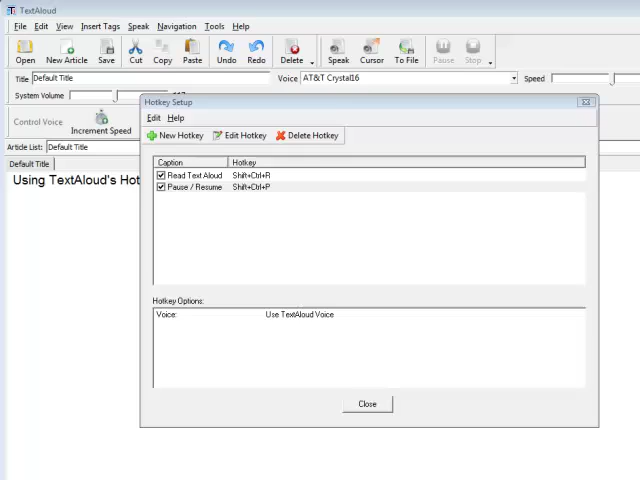 TextAloud
File Edit View Insert Tags Speak Navigation Tools Help
Open New Article Save Cut Copy Paste Undo Redo Delete Speak Cursor To File Pause Stop
Title Default Title Voice AT&T Crystal16 Speed
System Volume
Control Voice Increment Speed
Article List: Default Title
Default Title
Using TextAloud's Hot
Hotkey Setup
Edit Help
New Hotkey Edit Hotkey Delete Hotkey
Caption Hotkey
Read Text Aloud Shift+Ctrl+R
Pause / Resume Shift+Ctrl+P
Hotkey Options:
Voice: Use TextAloud Voice
Close